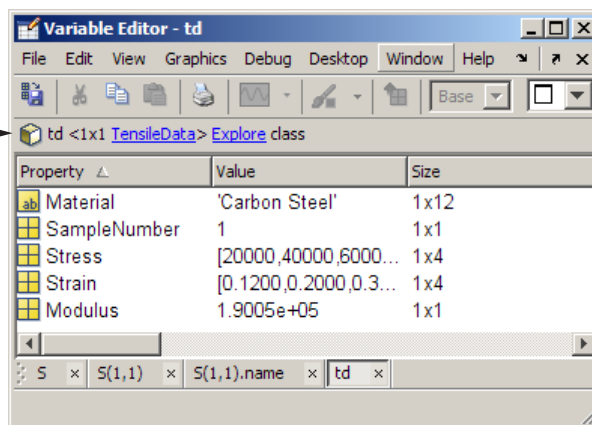 Variable Editor - td
File Edit View Graphics Debug Desktop Window Help
Base
td <1x1 TensileData> Explore class
Property Value Size
ab Material 'Carbon Steel' 1x12
SampleNumber 1 1x1
Stress [20000,40000,6000... 1x4
Strain [0.1200,0.2000,0.3... 1x4
Modulus 1.9005e+05 1x1
S S(1,1) S(1,1).name td